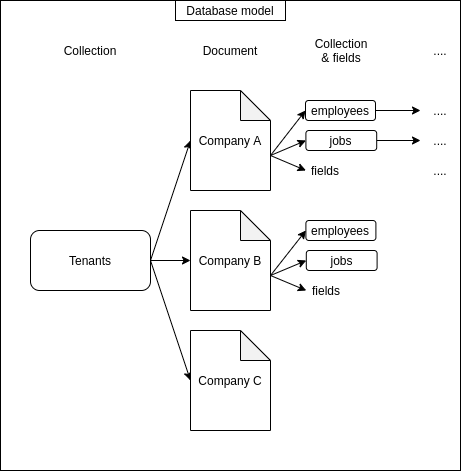 Database model
Collection
Document
Collection
& fields
....
Company A
employees
....
jobs
....
fields
....
Tenants
Company B
employees
jobs
fields
Company C